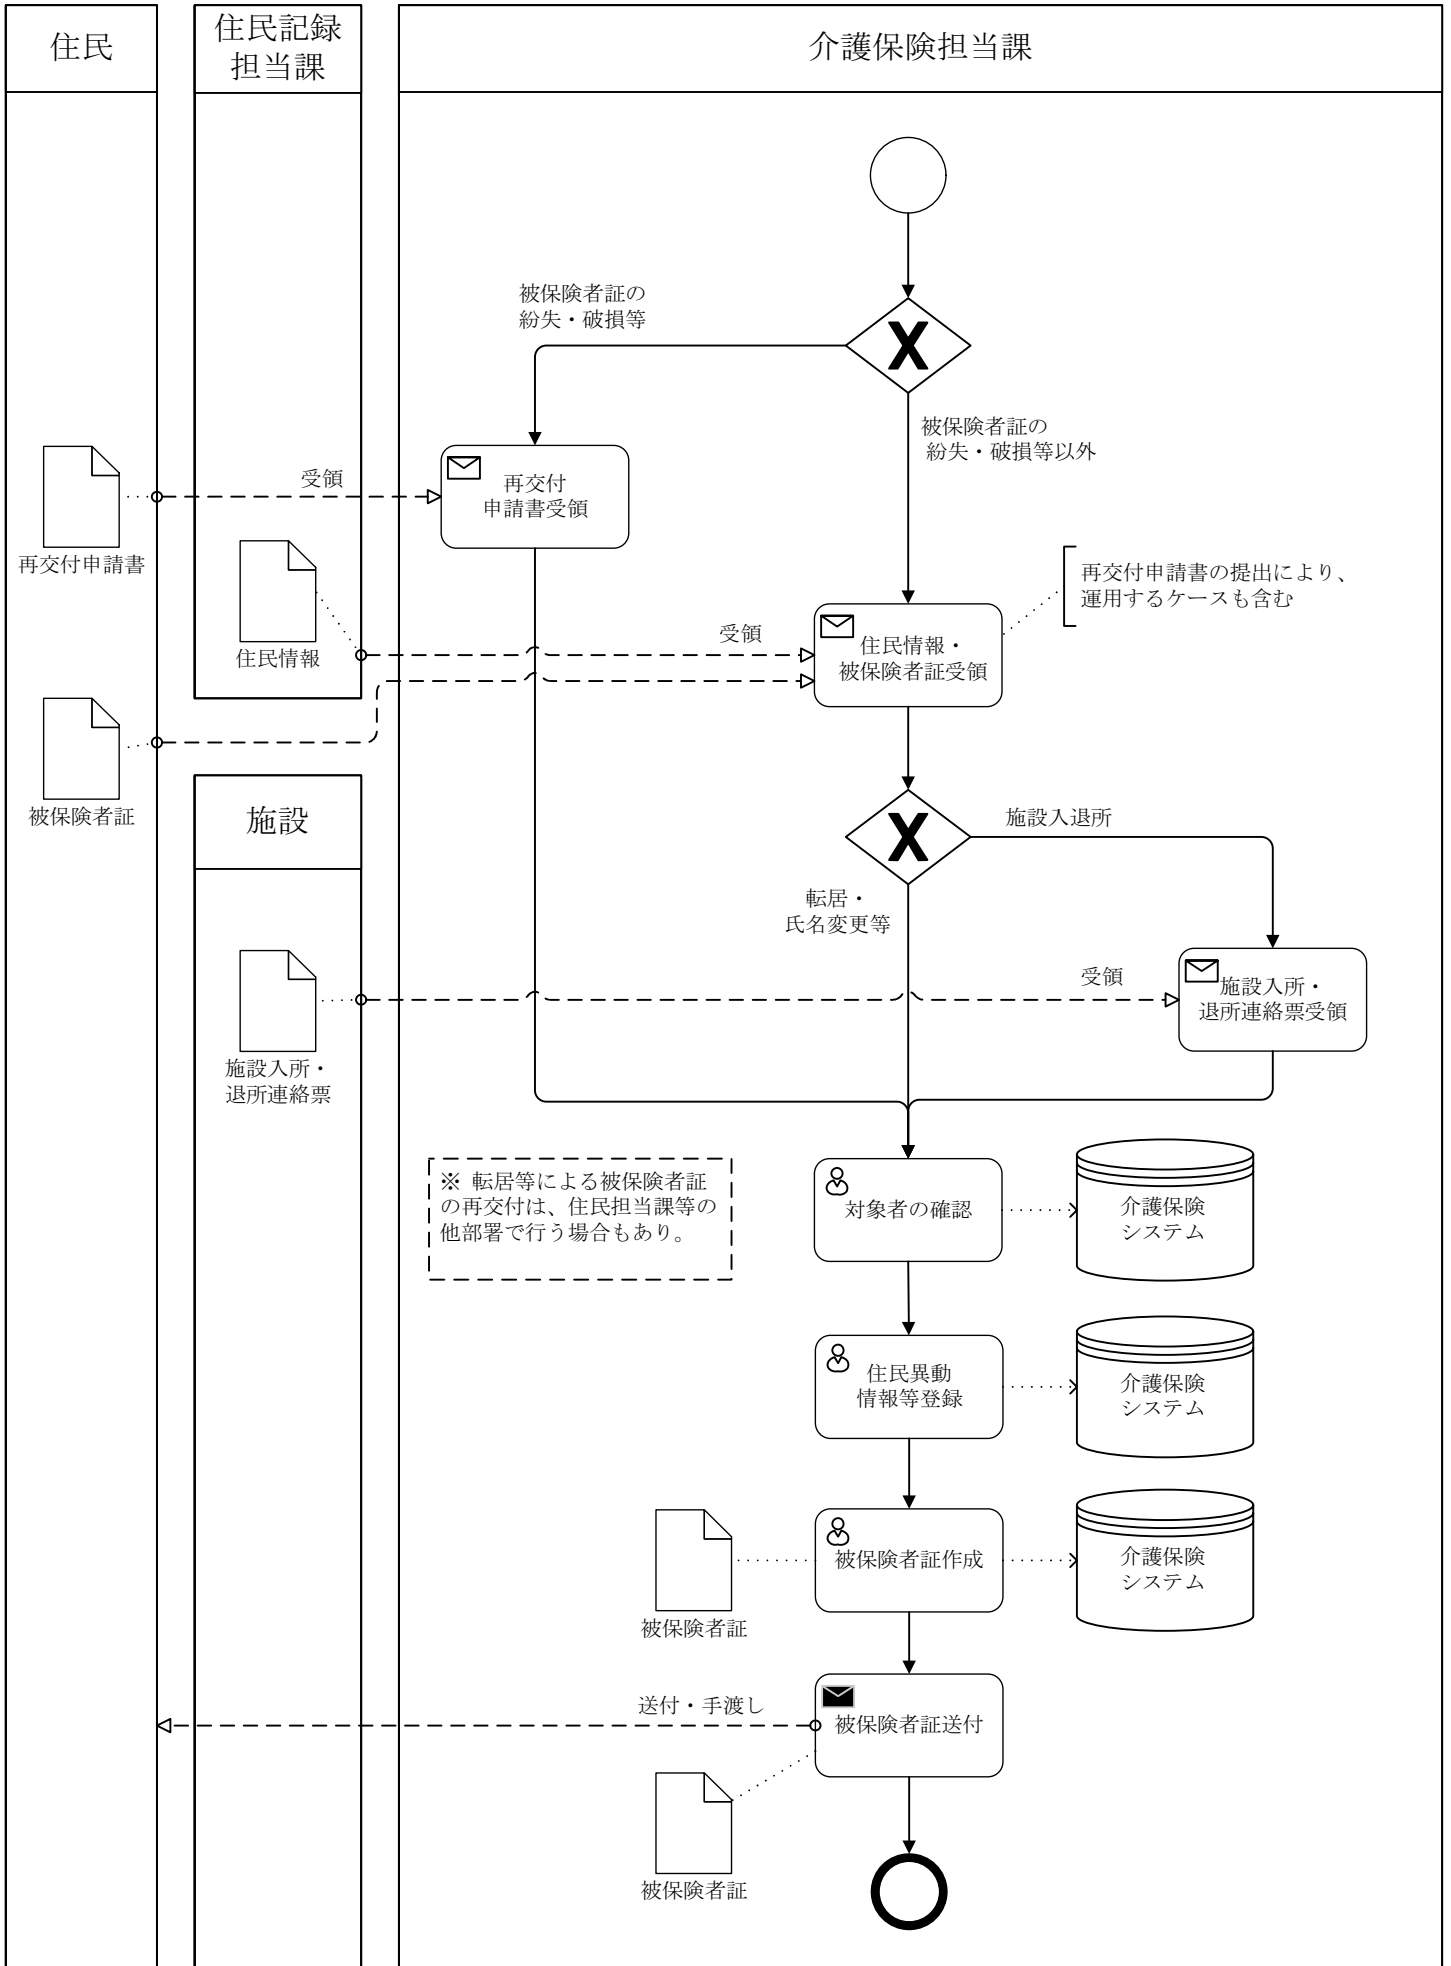 住民
住民記録
担当課
介護保険担当課
被保険者証の
紛失・破損等
被保険者証の
紛失・破損等以外
受領
再交付
申請書受領
再交付申請書
住民情報
受領
住民情報・
被保険者証受領
再交付申請書の提出により、
運用するケースも含む
被保険者証
施設
施設入退所
転居・
氏名変更等
受領
施設入所・
退所連絡票受領
施設入所・
退所連絡票
※ 転居等による被保険者証
の再交付は、住民担当課等の
他部署で行う場合もあり。
対象者の確認
介護保険
システム
住民異動
情報等登録
介護保険
システム
被保険者証作成
介護保険
システム
被保険者証
送付・手渡し
被保険者証送付
被保険者証